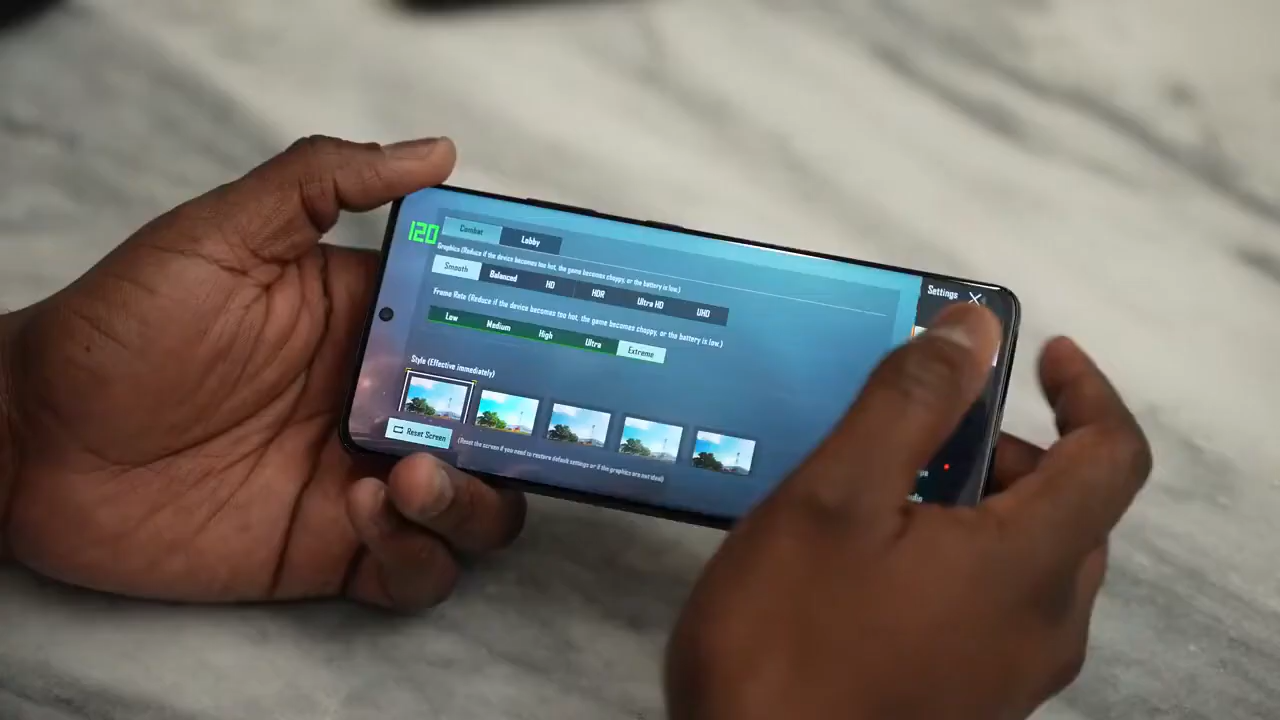 120
Combat Lobby
Graphics (Reduce if the device becomes too hot, the game becomes choppy, or the battery is low.)
Smooth Balanced HD HDR Ultra HD UHD
Frame Rate (Reduce if the device becomes too hot, the game becomes choppy, or the battery is low.)
Low Medium High Ultra Extreme
Style (Effective immediately)
Reset Screen (Reset the screen if you need to restore default settings or if the graphics are not ideal)
Settings